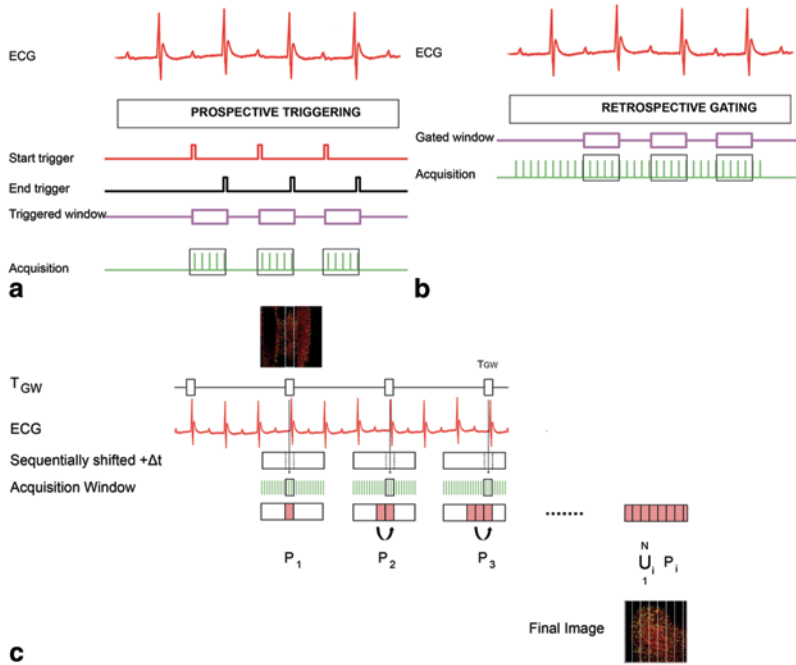 ECG
PROSPECTIVE TRIGGERING
Start trigger
End trigger
Triggered window
Acquisition
a
ECG
RETROSPECTIVE GATING
Gated window
Acquisition
b
TGW
TGW
ECG
Sequentially shifted +Δt
Acquisition Window
.......
P1
P2
P3
N
Ui Pi
1
Final Image
c